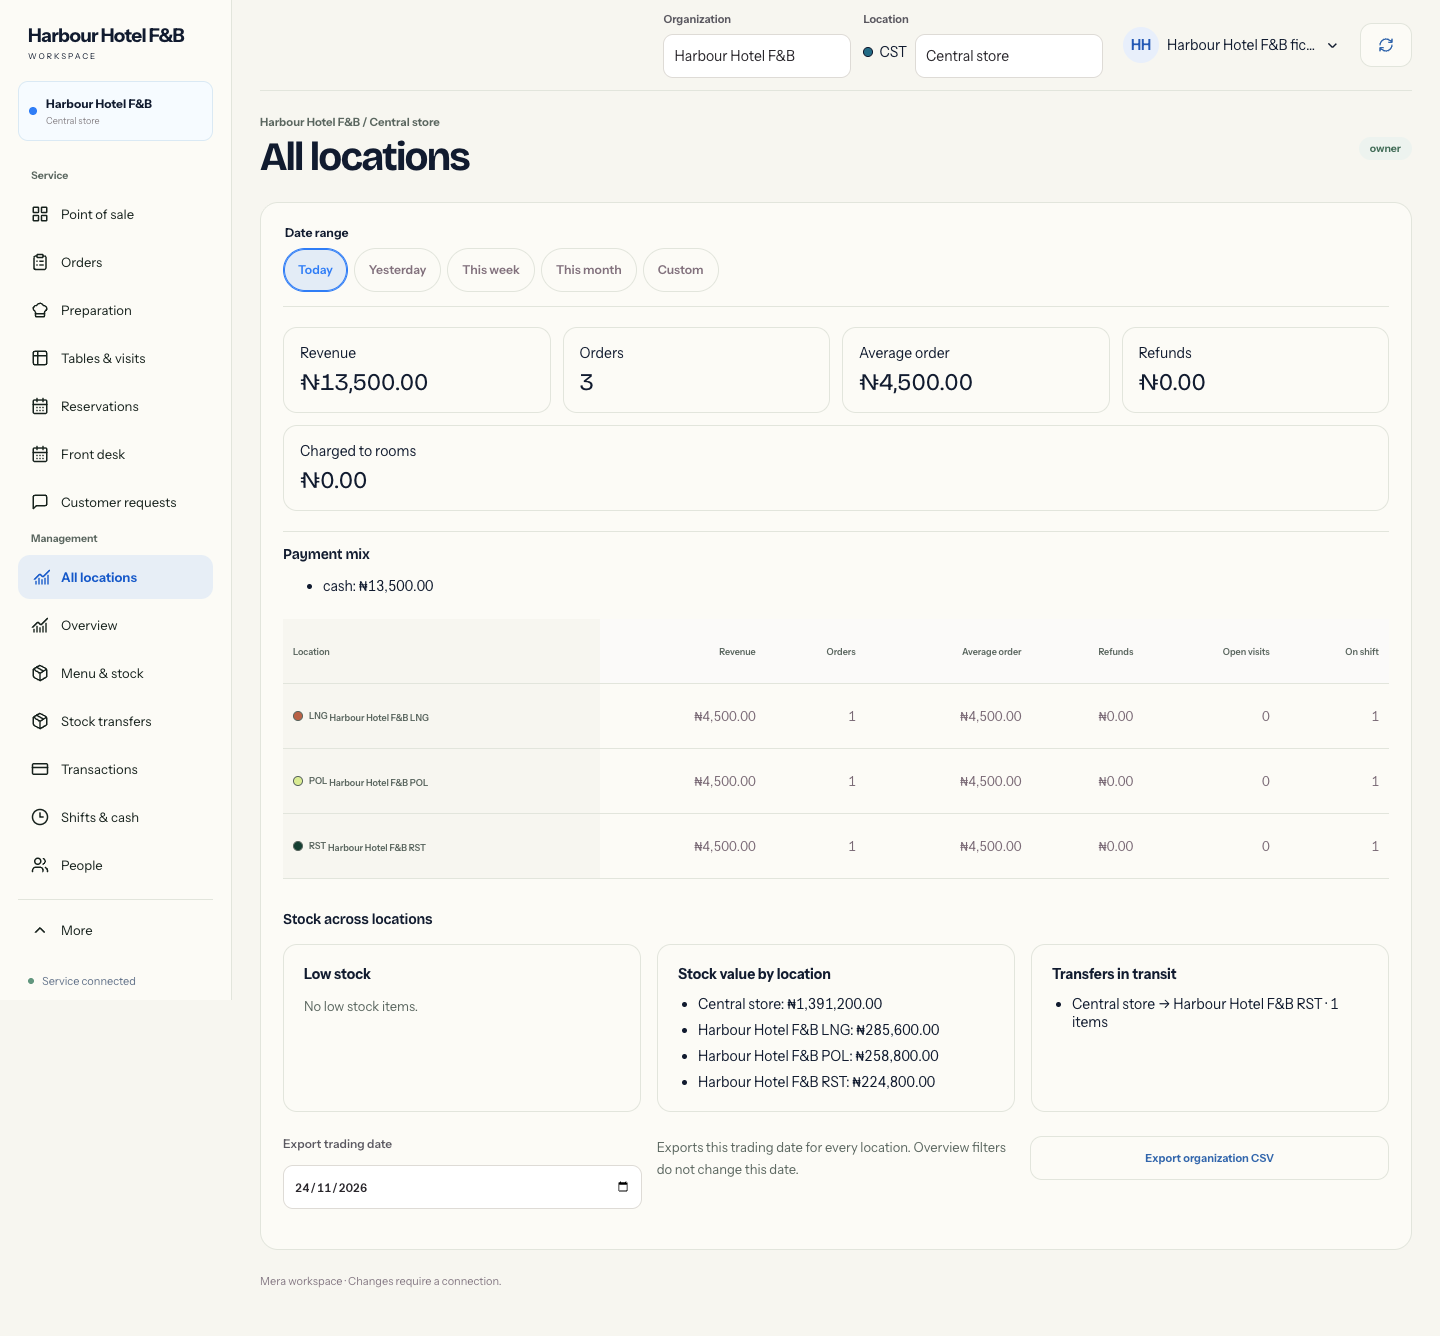 Harbour Hotel F&B
WORKSPACE
Harbour Hotel F&B
Central store
Service
Point of sale
Orders
Preparation
Tables & visits
Reservations
Front desk
Customer requests
Management
All locations
Overview
Menu & stock
Stock transfers
Transactions
Shifts & cash
People
More
Service connected
Organization
Harbour Hotel F&B
Location
CST
Central store
HH
Harbour Hotel F&B fic...
Harbour Hotel F&B / Central store
All locations
owner
Date range
Today
Yesterday
This week
This month
Custom
Revenue
₦13,500.00
Orders
3
Average order
₦4,500.00
Refunds
₦0.00
Charged to rooms
₦0.00
Payment mix
• cash: ₦13,500.00
Location Revenue Orders Average order Refunds Open visits On shift
LNG Harbour Hotel F&B LNG ₦4,500.00 1 ₦4,500.00 ₦0.00 0 1
POL Harbour Hotel F&B POL ₦4,500.00 1 ₦4,500.00 ₦0.00 0 1
RST Harbour Hotel F&B RST ₦4,500.00 1 ₦4,500.00 ₦0.00 0 1
Stock across locations
Low stock
No low stock items.
Stock value by location
• Central store: ₦1,391,200.00
• Harbour Hotel F&B LNG: ₦285,600.00
• Harbour Hotel F&B POL: ₦258,800.00
• Harbour Hotel F&B RST: ₦224,800.00
Transfers in transit
• Central store → Harbour Hotel F&B RST · 1
items
Export trading date
24/11/2026
Exports this trading date for every location. Overview filters
do not change this date.
Export organization CSV
Mera workspace · Changes require a connection.